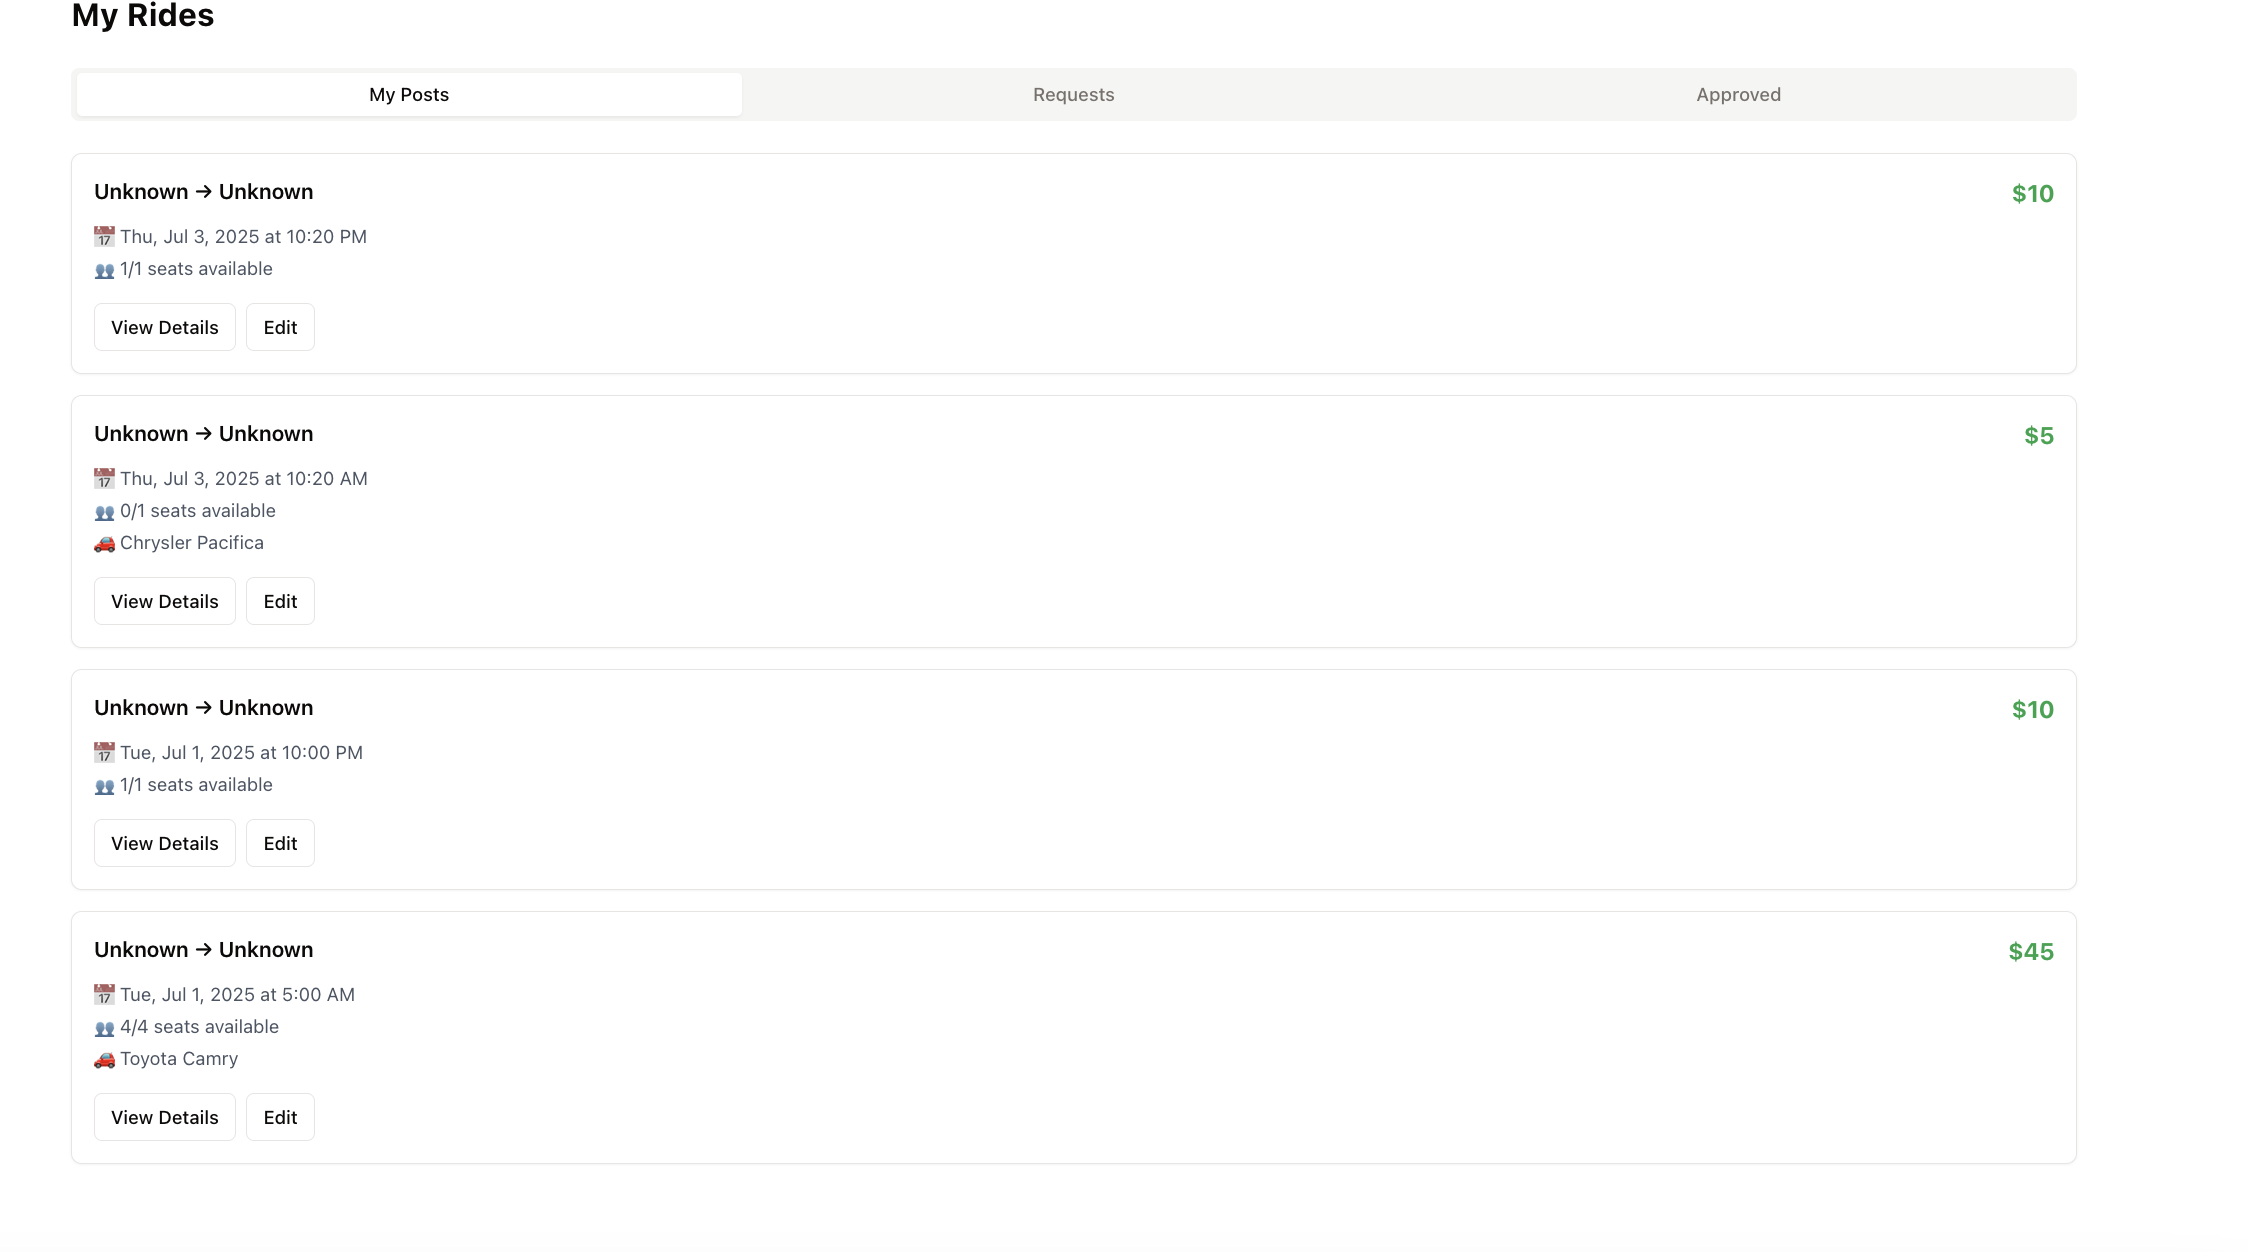 My Rides
My Posts
Requests
Approved
Unknown → Unknown
$10
Thu, Jul 3, 2025 at 10:20 PM
1/1 seats available
View Details
Edit
Unknown → Unknown
$5
Thu, Jul 3, 2025 at 10:20 AM
0/1 seats available
Chrysler Pacifica
View Details
Edit
Unknown → Unknown
$10
Tue, Jul 1, 2025 at 10:00 PM
1/1 seats available
View Details
Edit
Unknown → Unknown
$45
Tue, Jul 1, 2025 at 5:00 AM
4/4 seats available
Toyota Camry
View Details
Edit